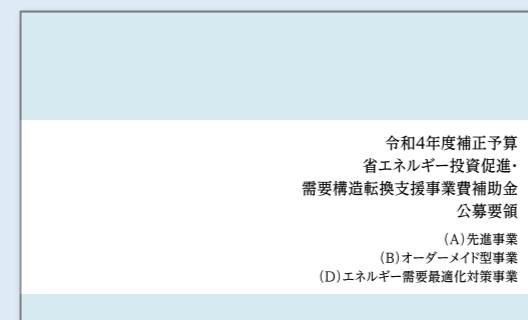 令和4年度補正予算
省エネルギー投資促進・
需要構造転換支援事業費補助金
公募要領
(A)先進事業
(B)オーダーメイド型事業
(D)エネルギー需要最適化対策事業